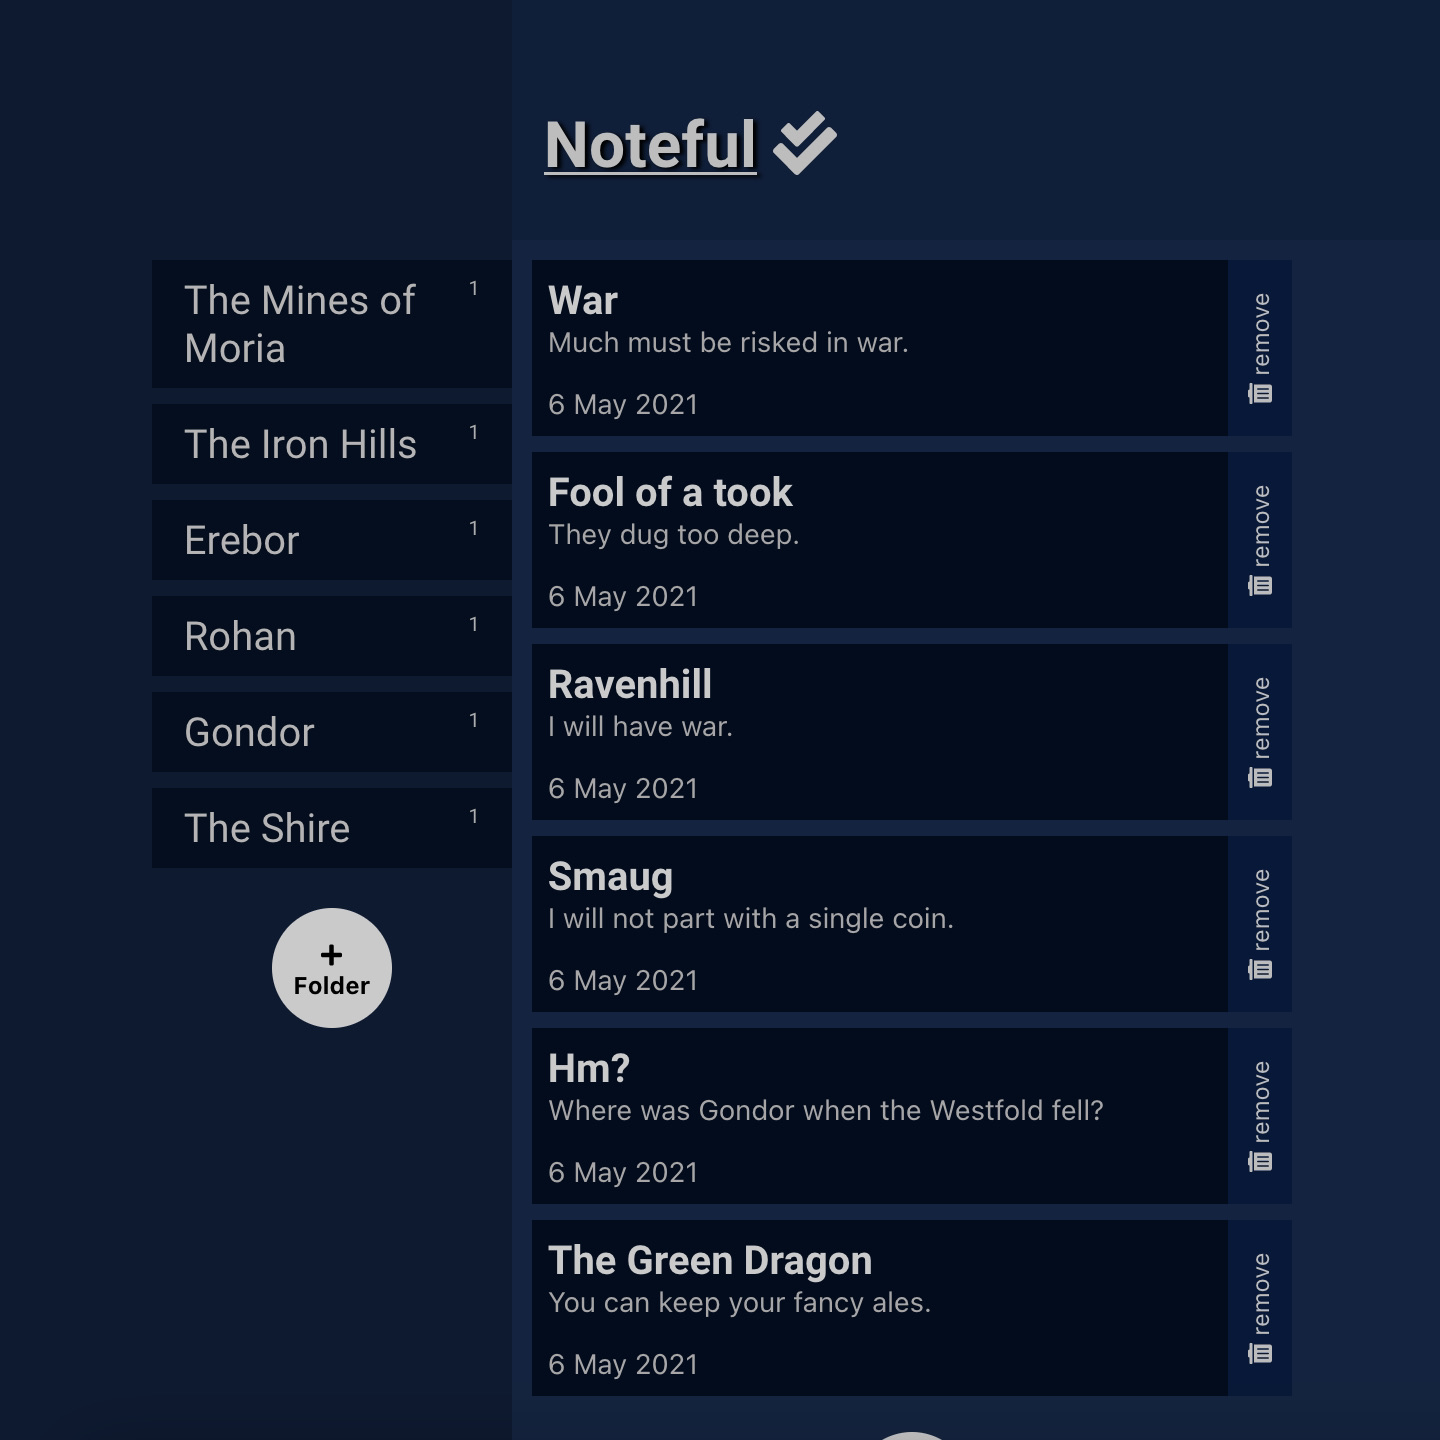 Noteful
The Mines of
Moria
1
The Iron Hills
1
Erebor
1
Rohan
1
Gondor
1
The Shire
1
+
Folder
War
Much must be risked in war.
6 May 2021
remove
Fool of a took
They dug too deep.
6 May 2021
remove
Ravenhill
I will have war.
6 May 2021
remove
Smaug
I will not part with a single coin.
6 May 2021
remove
Hm?
Where was Gondor when the Westfold fell?
6 May 2021
remove
The Green Dragon
You can keep your fancy ales.
6 May 2021
remove